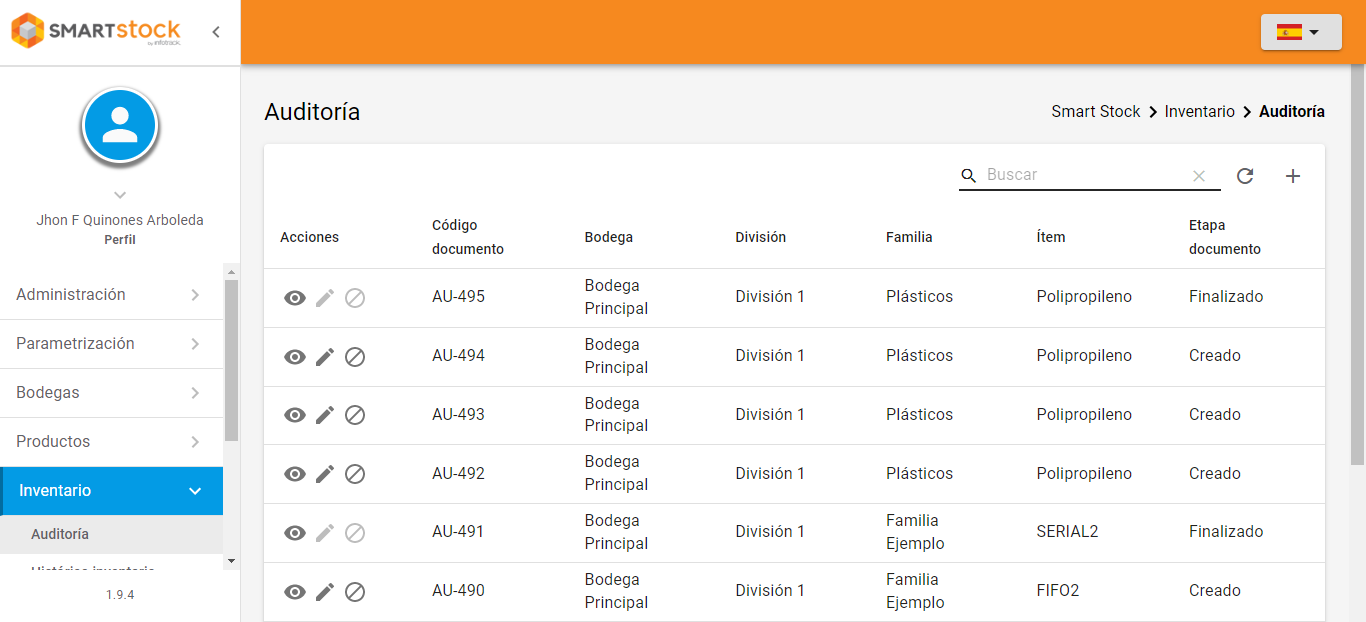 SMARTstock
by infotrack
Jhon F Quinones Arboleda
Perfil
Administración
Parametrización
Bodegas
Productos
Inventario
Auditoría
Histórico inventario
1.9.4
Auditoría
Smart Stock > Inventario > Auditoría
Buscar
Acciones Código documento Bodega División Familia Ítem Etapa documento
AU-495 Bodega Principal División 1 Plásticos Polipropileno Finalizado
AU-494 Bodega Principal División 1 Plásticos Polipropileno Creado
AU-493 Bodega Principal División 1 Plásticos Polipropileno Creado
AU-492 Bodega Principal División 1 Plásticos Polipropileno Creado
AU-491 Bodega Principal División 1 Familia Ejemplo SERIAL2 Finalizado
AU-490 Bodega Principal División 1 Familia Ejemplo FIFO2 Creado